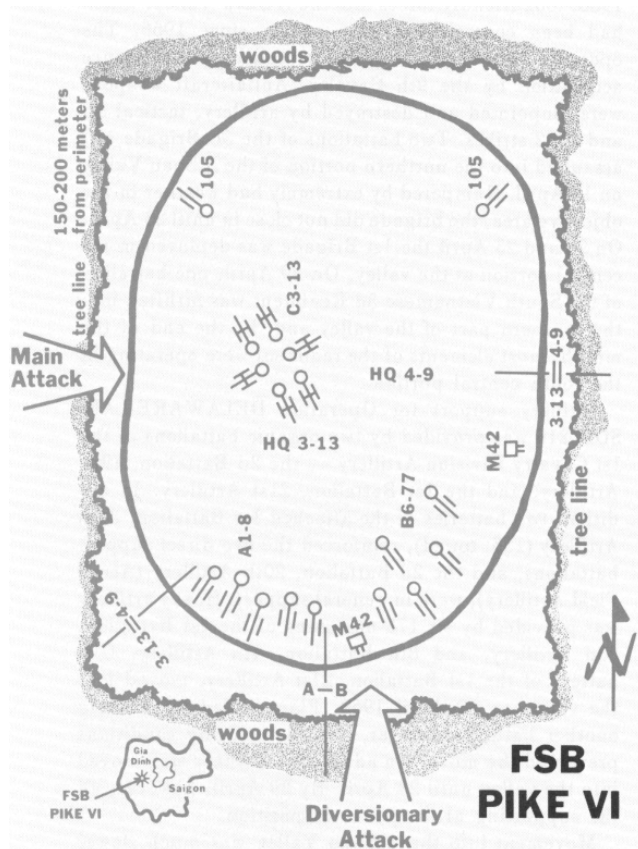 woods
150-200 meters
from perimeter
tree line
105
105
C3-13
Main
Attack
HQ 4-9
3-13 4-9
HQ 3-13
M42
tree line
A1-8
B6-77
3-13 4-9
M42
A B
woods
Gia
Dinh
Saigon
FSB
PIKE VI
Diversionary
Attack
FSB
PIKE VI